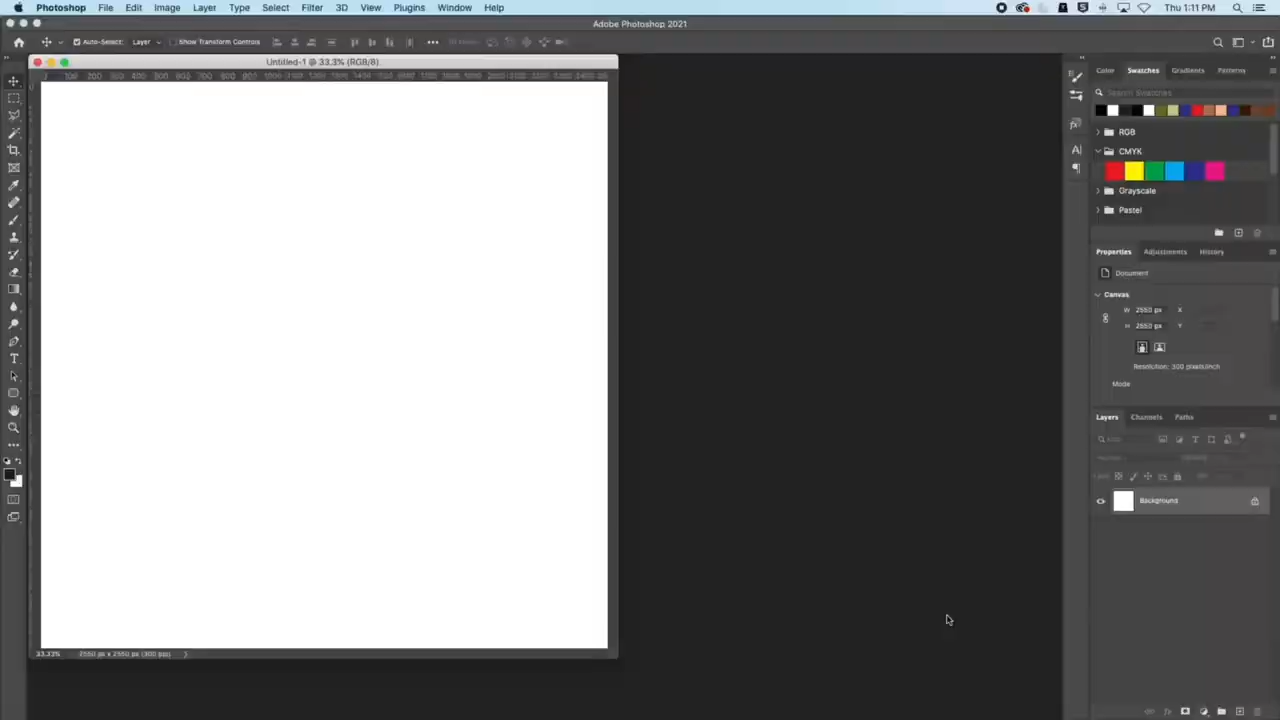 Photoshop File Edit Image Layer Type Select Filter 3D View Plugins Window Help Thu 1:11 PM
Adobe Photoshop 2021
Auto-Select: Layer Show Transform Controls
Untitled-1 @ 33.3% (RGB/8)
Color Swatches Gradients Patterns
Search Swatches
RGB
CMYK
Grayscale
Pastel
Properties Adjustments History
Document
Canvas
W 2550 px X
H 2550 px Y
Resolution: 300 pixels/inch
Mode
Layers Channels Paths
Background
33.33% 2550 px x 2550 px (300 ppi)